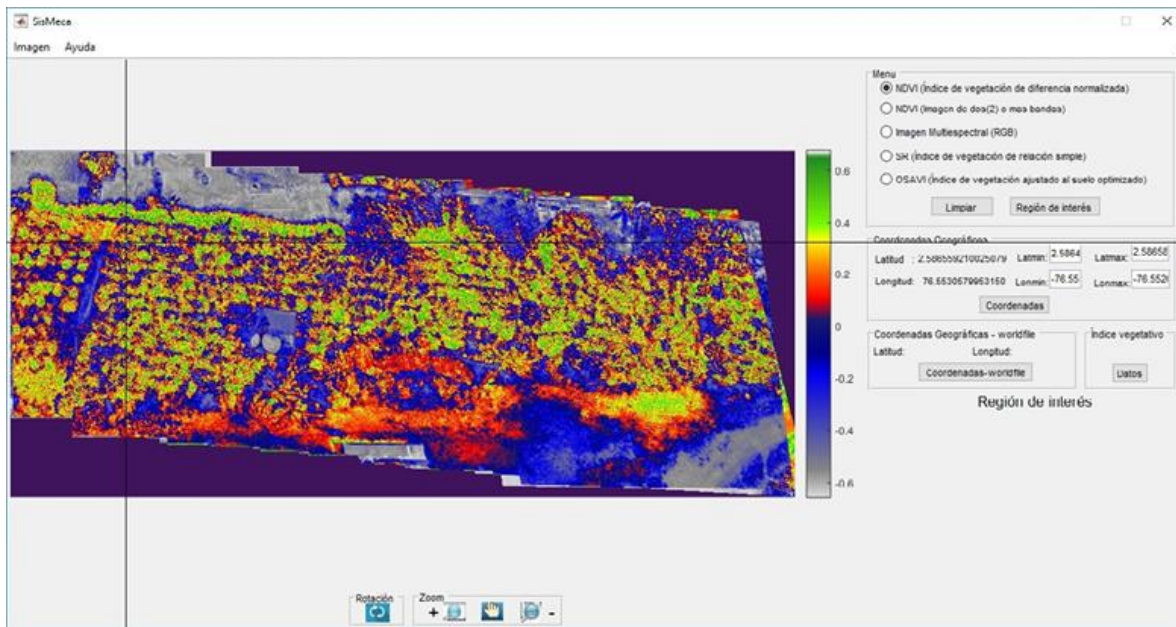 SisMeca
Imagen Ayuda
Menu
NDVI (Índice de vegetación de diferencia normalizada)
NDVI (Imagen de dos(2) o mas bandas)
Imagen Multiespectral (RGB)
SR (Índice de vegetación de relación simple)
OSAVI (Índice de vegetación ajustado al suelo optimizado)
Limpiar Región de interés
Coordenadas Geográficas
Latitud : 2.586559210025079 Latmin: 2.5864 Latmax: 2.58658
Longitud: 76.5530579953150 Lonmin: -76.55 Lonmax: -76.552
Coordenadas
Coordenadas Geográficas - worldfile Índice vegetativo
Latitud: Longitud:
Coordenadas-worldfile Datos
Región de interés
0.6
0.4
0.2
0
-0.2
-0.4
-0.6
Rotación Zoom
+ -